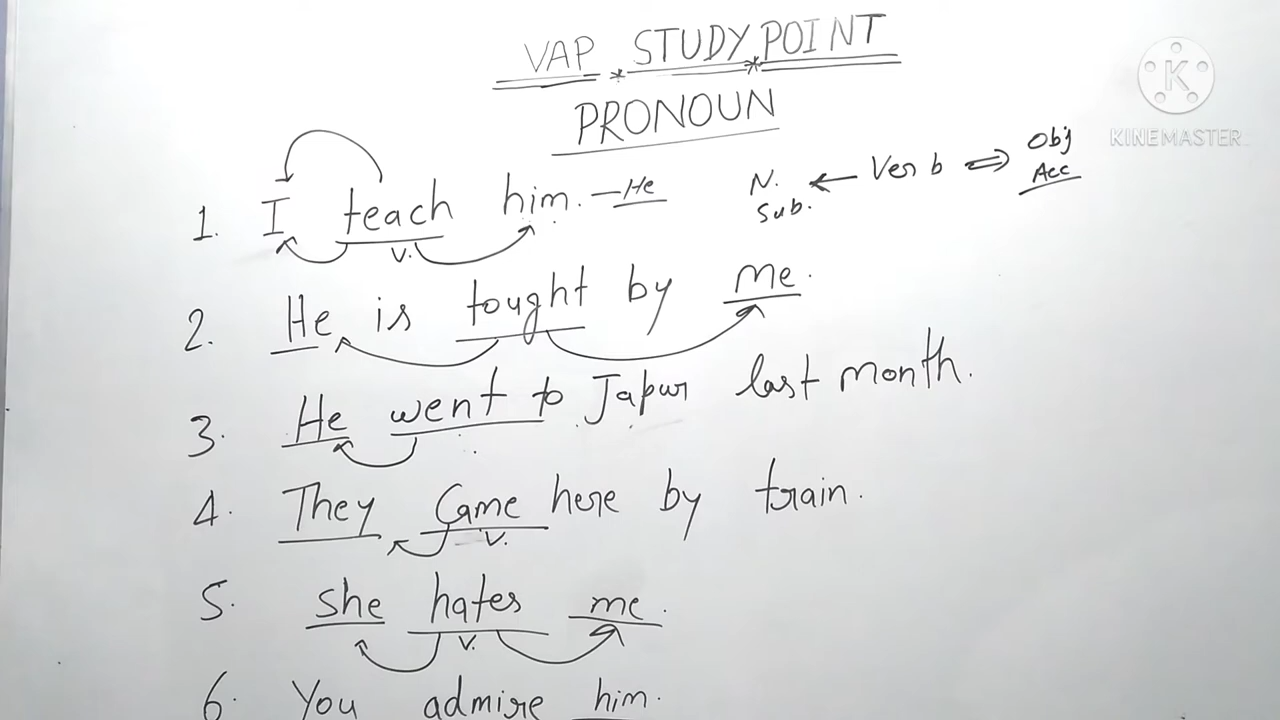 VAP * STUDY * POINT
PRONOUN
KINEMASTER
1. I teach him. - He
v.
N. ← Verb ⇒ Obj
Sub. Acc
2. He is tought by me.
3. He went to Japur last month.
4. They Came here by train.
v.
5. she hates me.
v.
6. You admire him.